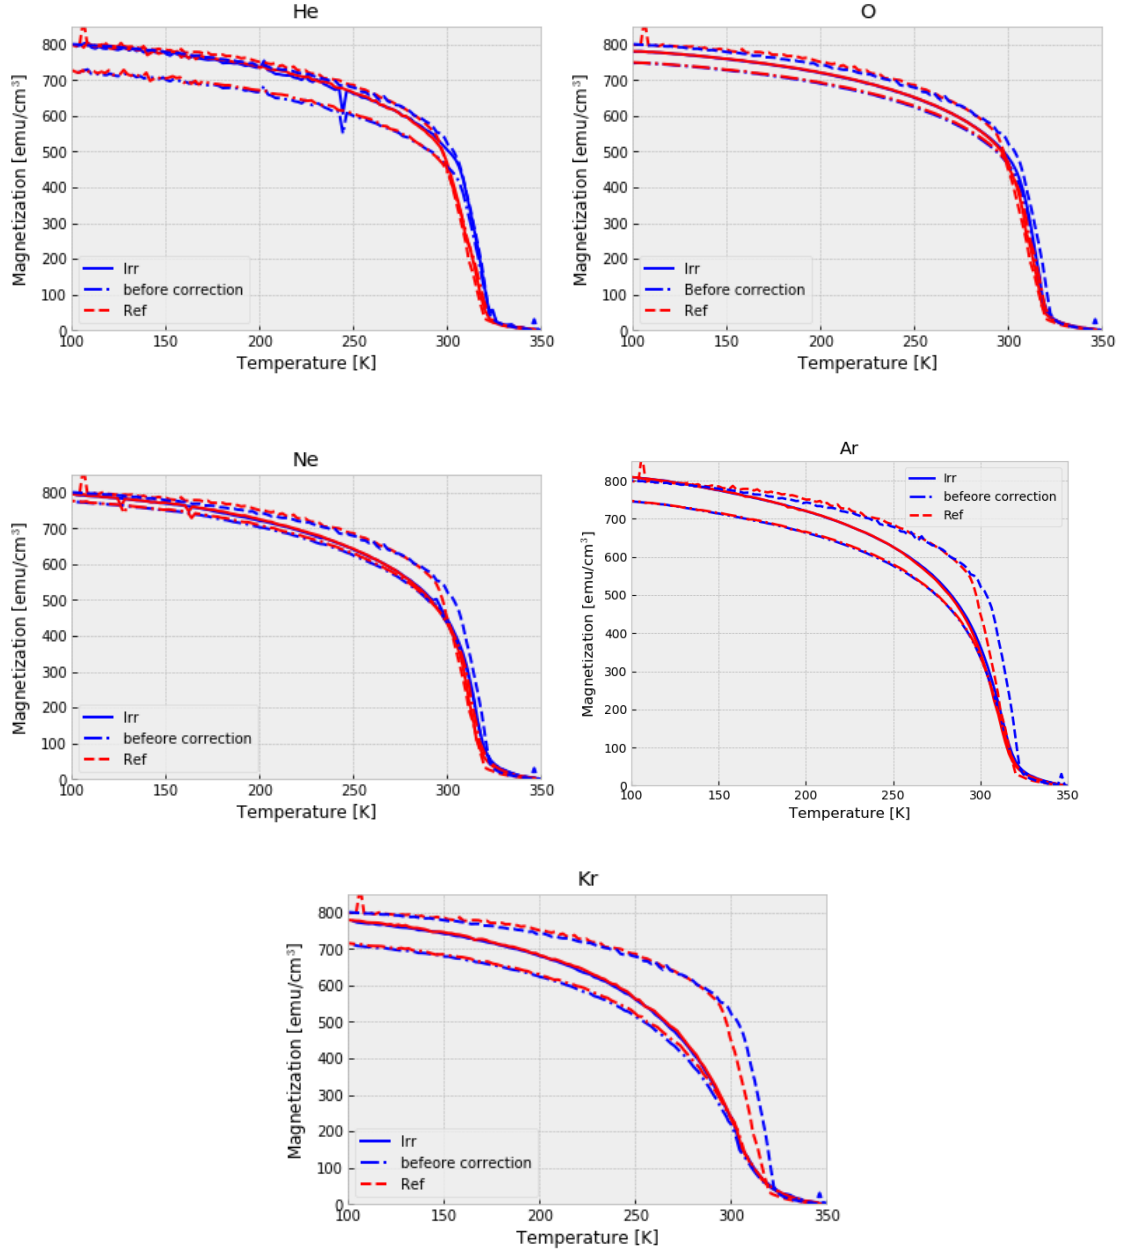 He
Magnetization [emu/cm³]
800
700
600
500
400
300
200
100
0
Irr
before correction
Ref
100 150 200 250 300 350
Temperature [K]
O
Magnetization [emu/cm³]
800
700
600
500
400
300
200
100
0
Irr
Before correction
Ref
100 150 200 250 300 350
Temperature [K]
Ne
Magnetization [emu/cm³]
800
700
600
500
400
300
200
100
0
Irr
befeore correction
Ref
100 150 200 250 300 350
Temperature [K]
Ar
Magnetization [emu/cm³]
800
700
600
500
400
300
200
100
0
Irr
befeore correction
Ref
100 150 200 250 300 350
Temperature [K]
Kr
Magnetization [emu/cm³]
800
700
600
500
400
300
200
100
0
Irr
befeore correction
Ref
100 150 200 250 300 350
Temperature [K]